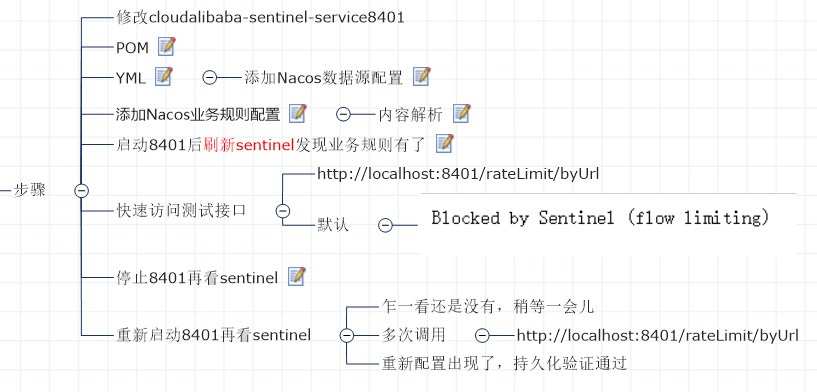 步骤
修改cloudalibaba-sentinel-service8401
POM
YML
添加Nacos数据源配置
添加Nacos业务规则配置
内容解析
启动8401后刷新sentinel发现业务规则有了
快速访问测试接口
http://localhost:8401/rateLimit/byUrl
默认
Blocked by Sentinel (flow limiting)
停止8401再看sentinel
重新启动8401再看sentinel
乍一看还是没有，稍等一会儿
多次调用
http://localhost:8401/rateLimit/byUrl
重新配置出现了，持久化验证通过